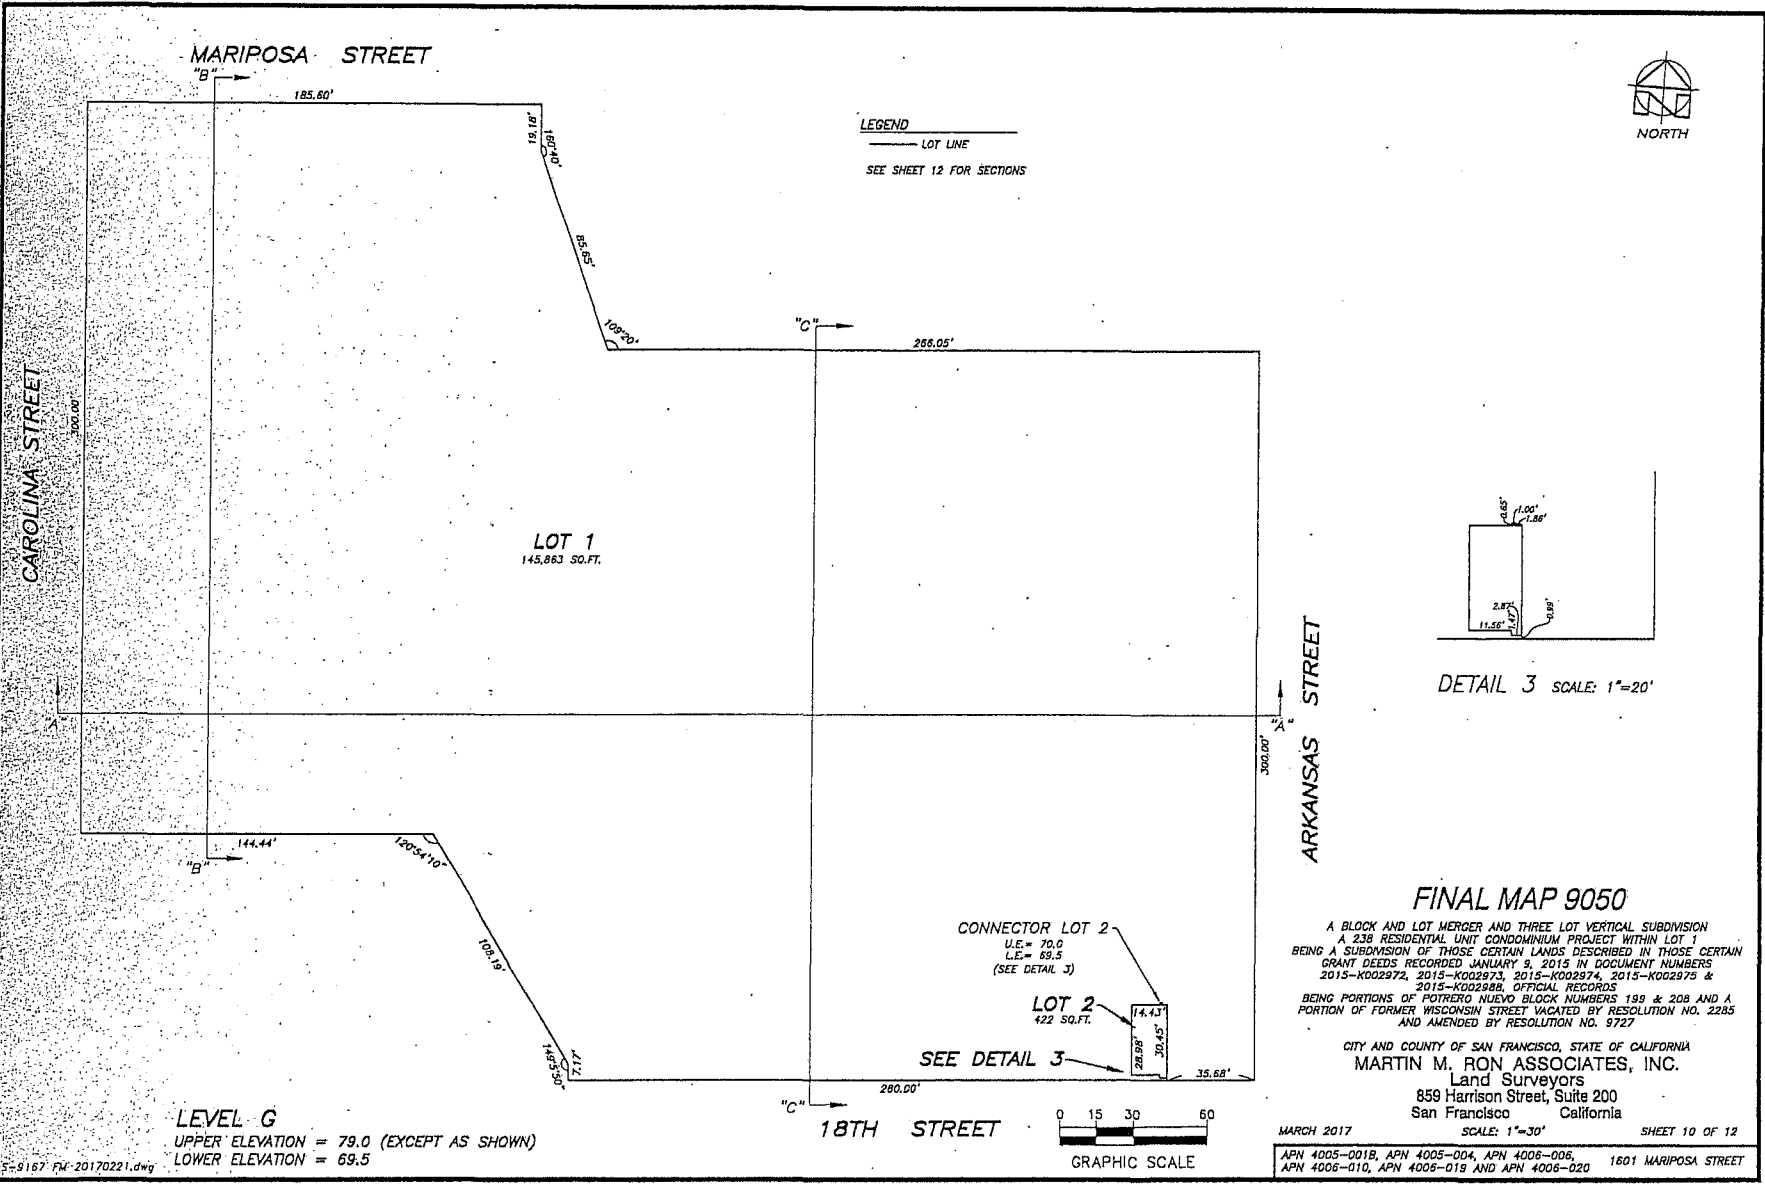 MARIPOSA STREET
"B"
185.60'
19.18'
160°40'
LEGEND
LOT LINE
SEE SHEET 12 FOR SECTIONS
NORTH
85.65'
109°20'
"C"
266.05'
CAROLINA STREET
300.00'
LOT 1
145,863 SQ.FT.
0.65'
1.00'
1.86'
2.87'
11.56'
1.47'
0.99'
DETAIL 3 SCALE: 1"=20'
ARKANSAS STREET
"A"
300.00'
144.44'
120°54'10"
"B"
108.19'
149°5'50"
7.17'
CONNECTOR LOT 2
U.E.= 70.0
L.E.= 69.5
(SEE DETAIL 3)
LOT 2
422 SQ.FT.
14.43'
28.98'
30.45'
SEE DETAIL 3
35.68'
280.00'
"C"
18TH STREET
0 15 30 60
GRAPHIC SCALE
LEVEL G
UPPER ELEVATION = 79.0 (EXCEPT AS SHOWN)
LOWER ELEVATION = 69.5
S-9167 FM 20170221.dwg
FINAL MAP 9050
A BLOCK AND LOT MERGER AND THREE LOT VERTICAL SUBDIVISION
A 238 RESIDENTIAL UNIT CONDOMINIUM PROJECT WITHIN LOT 1
BEING A SUBDIVISION OF THOSE CERTAIN LANDS DESCRIBED IN THOSE CERTAIN
GRANT DEEDS RECORDED JANUARY 9, 2015 IN DOCUMENT NUMBERS
2015-K002972, 2015-K002973, 2015-K002974, 2015-K002975 &
2015-K002988, OFFICIAL RECORDS
BEING PORTIONS OF POTRERO NUEVO BLOCK NUMBERS 199 & 208 AND A
PORTION OF FORMER WISCONSIN STREET VACATED BY RESOLUTION NO. 2285
AND AMENDED BY RESOLUTION NO. 9727
CITY AND COUNTY OF SAN FRANCISCO, STATE OF CALIFORNIA
MARTIN M. RON ASSOCIATES, INC.
Land Surveyors
859 Harrison Street, Suite 200
San Francisco California
MARCH 2017 SCALE: 1"=30' SHEET 10 OF 12
APN 4005-001B, APN 4005-004, APN 4006-006,
APN 4006-010, APN 4006-019 AND APN 4006-020
1601 MARIPOSA STREET